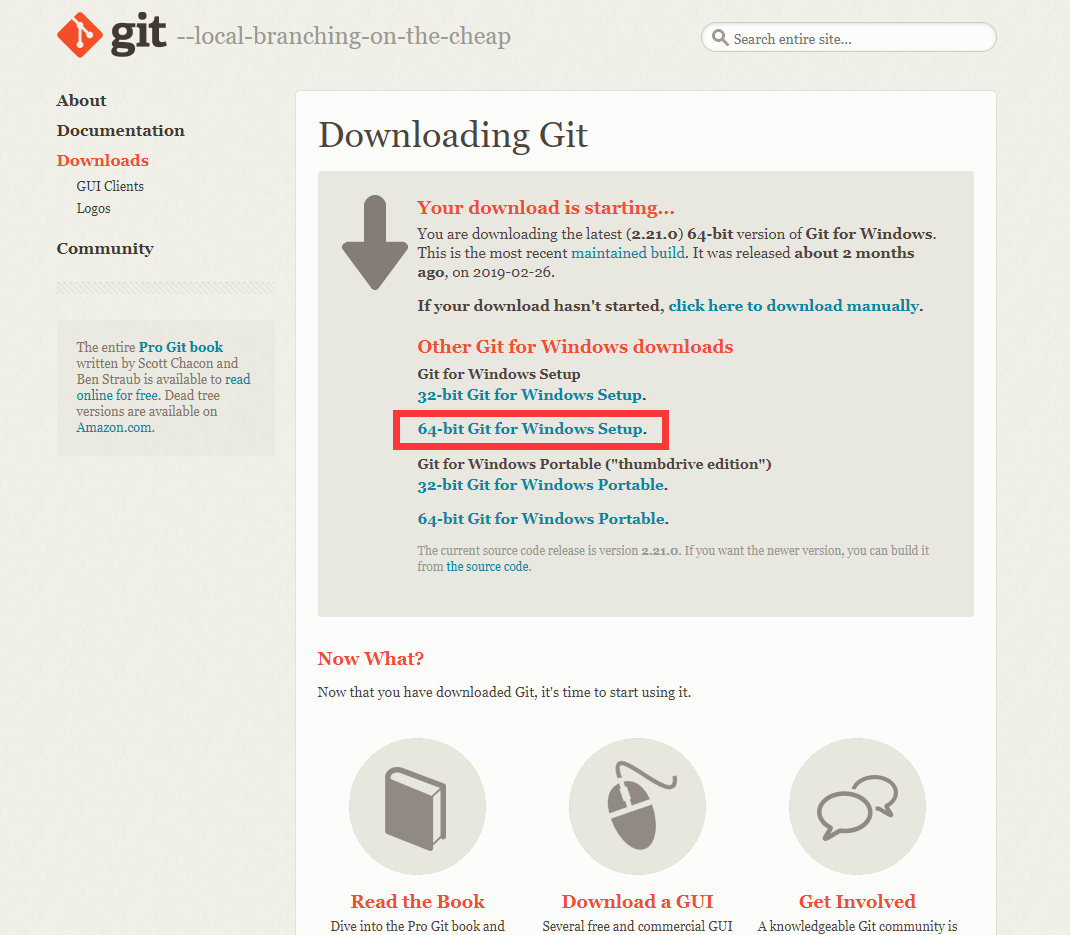 git --local-branching-on-the-cheap
Search entire site...
About
Documentation
Downloads
GUI Clients
Logos
Community
The entire Pro Git book
written by Scott Chacon and
Ben Straub is available to read
online for free. Dead tree
versions are available on
Amazon.com.
Downloading Git
Your download is starting...
You are downloading the latest (2.21.0) 64-bit version of Git for Windows.
This is the most recent maintained build. It was released about 2 months
ago, on 2019-02-26.
If your download hasn't started, click here to download manually.
Other Git for Windows downloads
Git for Windows Setup
32-bit Git for Windows Setup.
64-bit Git for Windows Setup.
Git for Windows Portable ("thumbdrive edition")
32-bit Git for Windows Portable.
64-bit Git for Windows Portable.
The current source code release is version 2.21.0. If you want the newer version, you can build it
from the source code.
Now What?
Now that you have downloaded Git, it's time to start using it.
Read the Book
Dive into the Pro Git book and
Download a GUI
Several free and commercial GUI
Get Involved
A knowledgeable Git community is